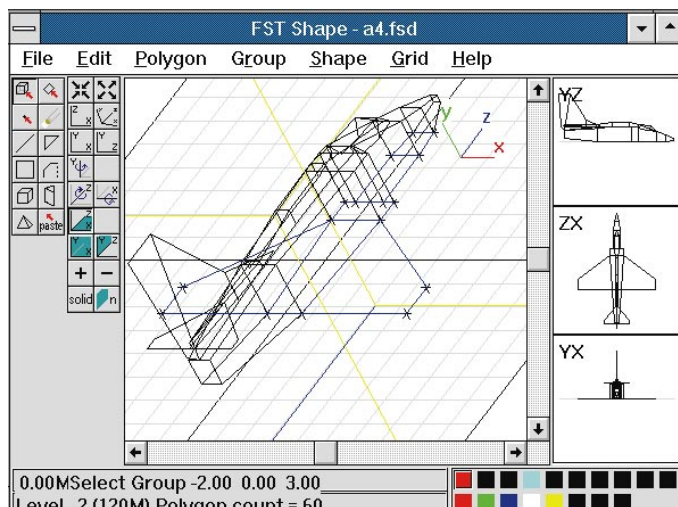 FST Shape - a4.fsd
File Edit Polygon Group Shape Grid Help
YZ
y z x
ZX
YX
paste
+ −
solid n
0.00MSelect Group -2.00 0.00 3.00
Level 2 (120M) Polygon count = 60